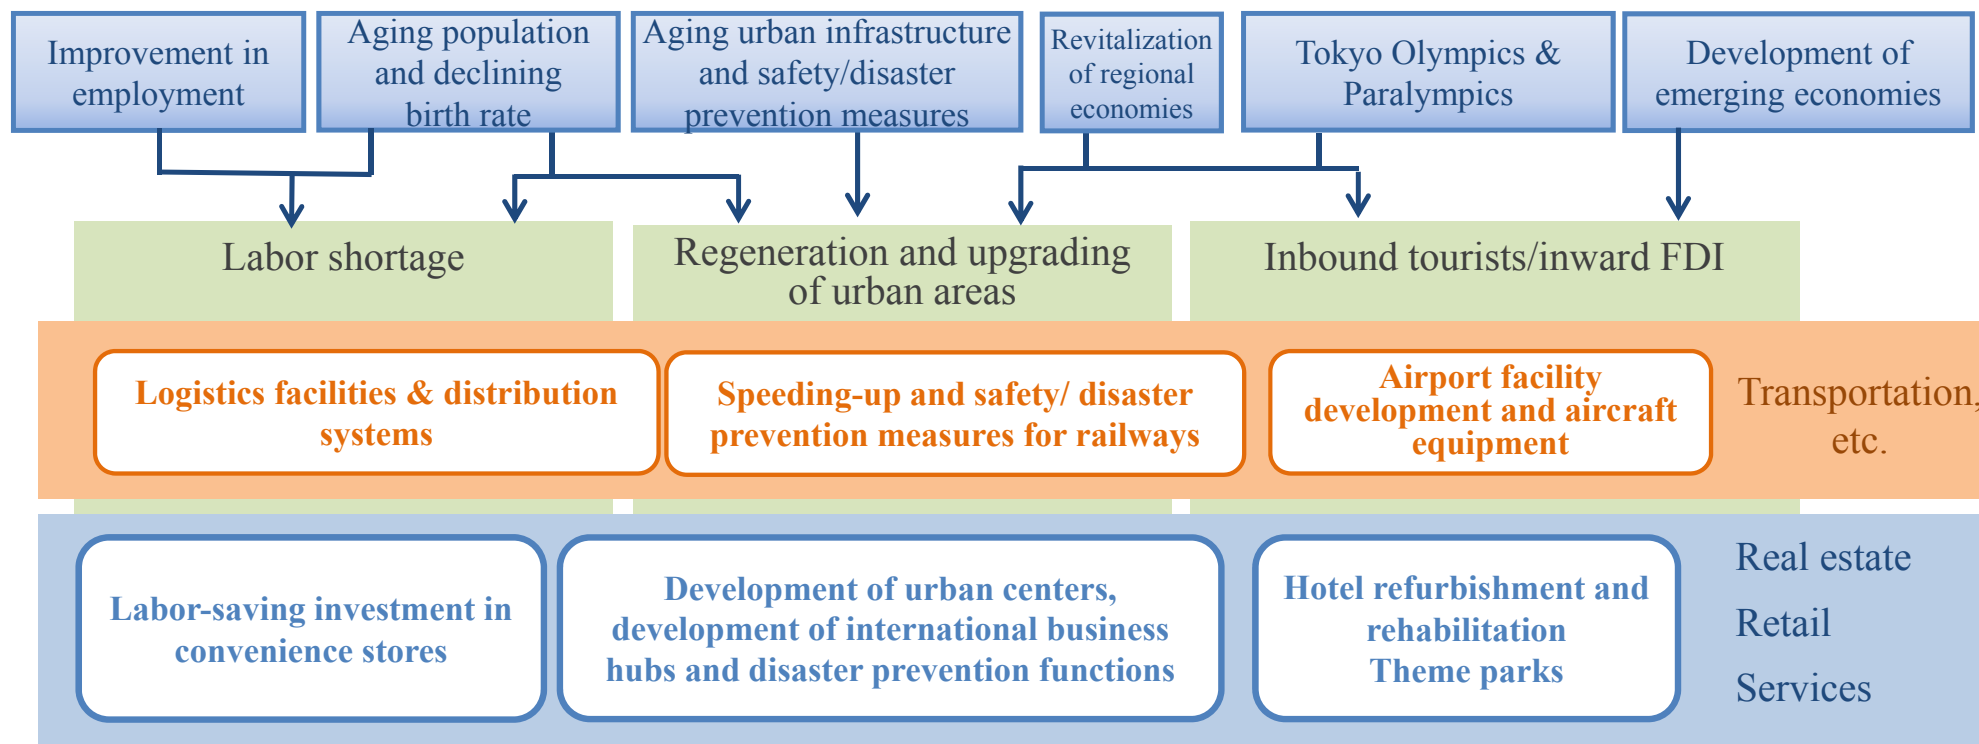 Improvement in
employment
Aging population
and declining
birth rate
Aging urban infrastructure
and safety/disaster
prevention measures
Revitalization
of regional
economies
Tokyo Olympics &
Paralympics
Development of
emerging economies
Labor shortage
Regeneration and upgrading
of urban areas
Inbound tourists/inward FDI
Logistics facilities & distribution
systems
Speeding-up and safety/ disaster
prevention measures for railways
Airport facility
development and aircraft
equipment
Transportation,
etc.
Labor-saving investment in
convenience stores
Development of urban centers,
development of international business
hubs and disaster prevention functions
Hotel refurbishment and
rehabilitation
Theme parks
Real estate
Retail
Services